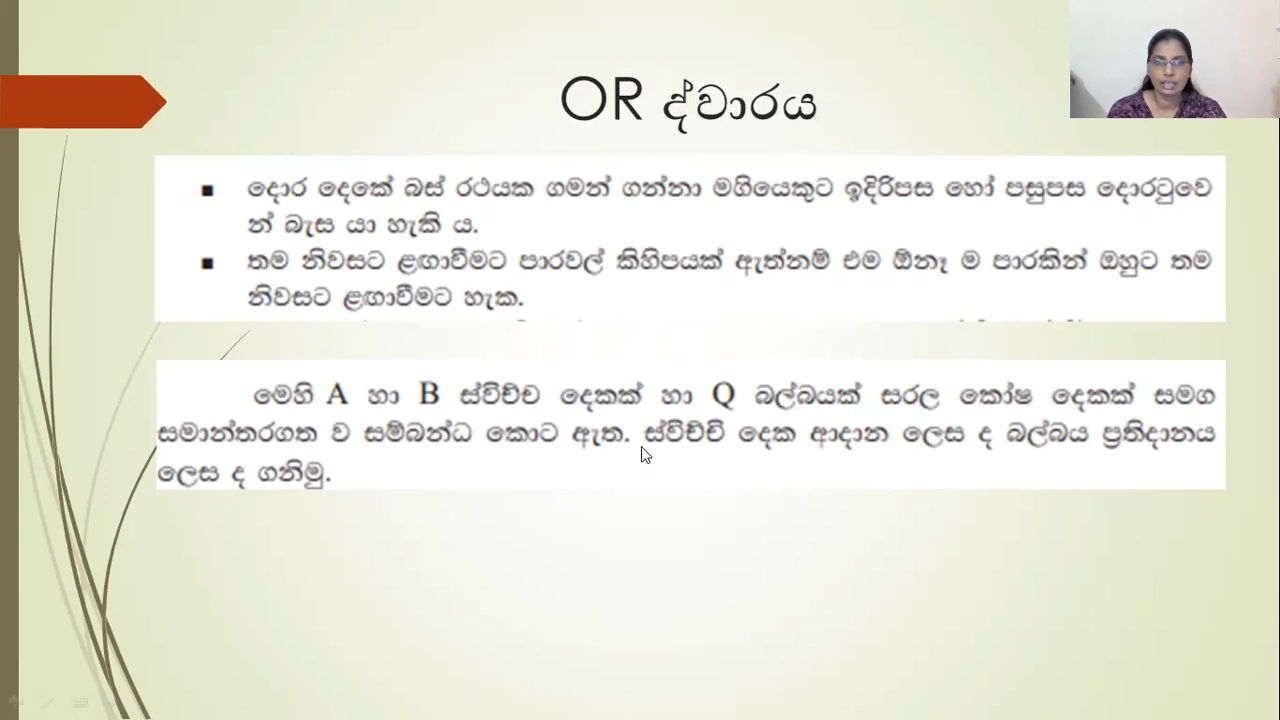 OR ද්වාරය
▪ දොර දෙකේ බස් රථයක ගමන් ගන්නා මගියෙකුට ඉදිරිපස හෝ පසුපස දොරටුවෙ
න් බැස යා හැකි ය.
▪ තම නිවසට ළඟාවීමට පාරවල් කිහිපයක් ඇත්නම් එම ඕනෑ ම පාරකින් ඔහුට තම
නිවසට ළඟාවීමට හැක.
මෙහි A හා B ස්විච්ච දෙකක් හා Q බල්බයක් සරල කෝෂ දෙකක් සමග
සමාන්තරගත ව සම්බන්ධ කොට ඇත. ස්විච්චි දෙක ආදාන ලෙස ද බල්බය ප්‍රතිදානය
ලෙස ද ගනිමු.